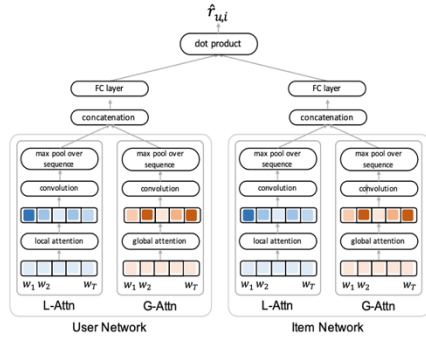 r̂u,i
dot product
FC layer FC layer
concatenation concatenation
max pool over sequence max pool over sequence max pool over sequence max pool over sequence
convolution convolution convolution convolution
local attention global attention local attention global attention
w1 w2 wT w1 w2 wT w1 w2 wT w1 w2 wT
L-Attn G-Attn L-Attn G-Attn
User Network Item Network